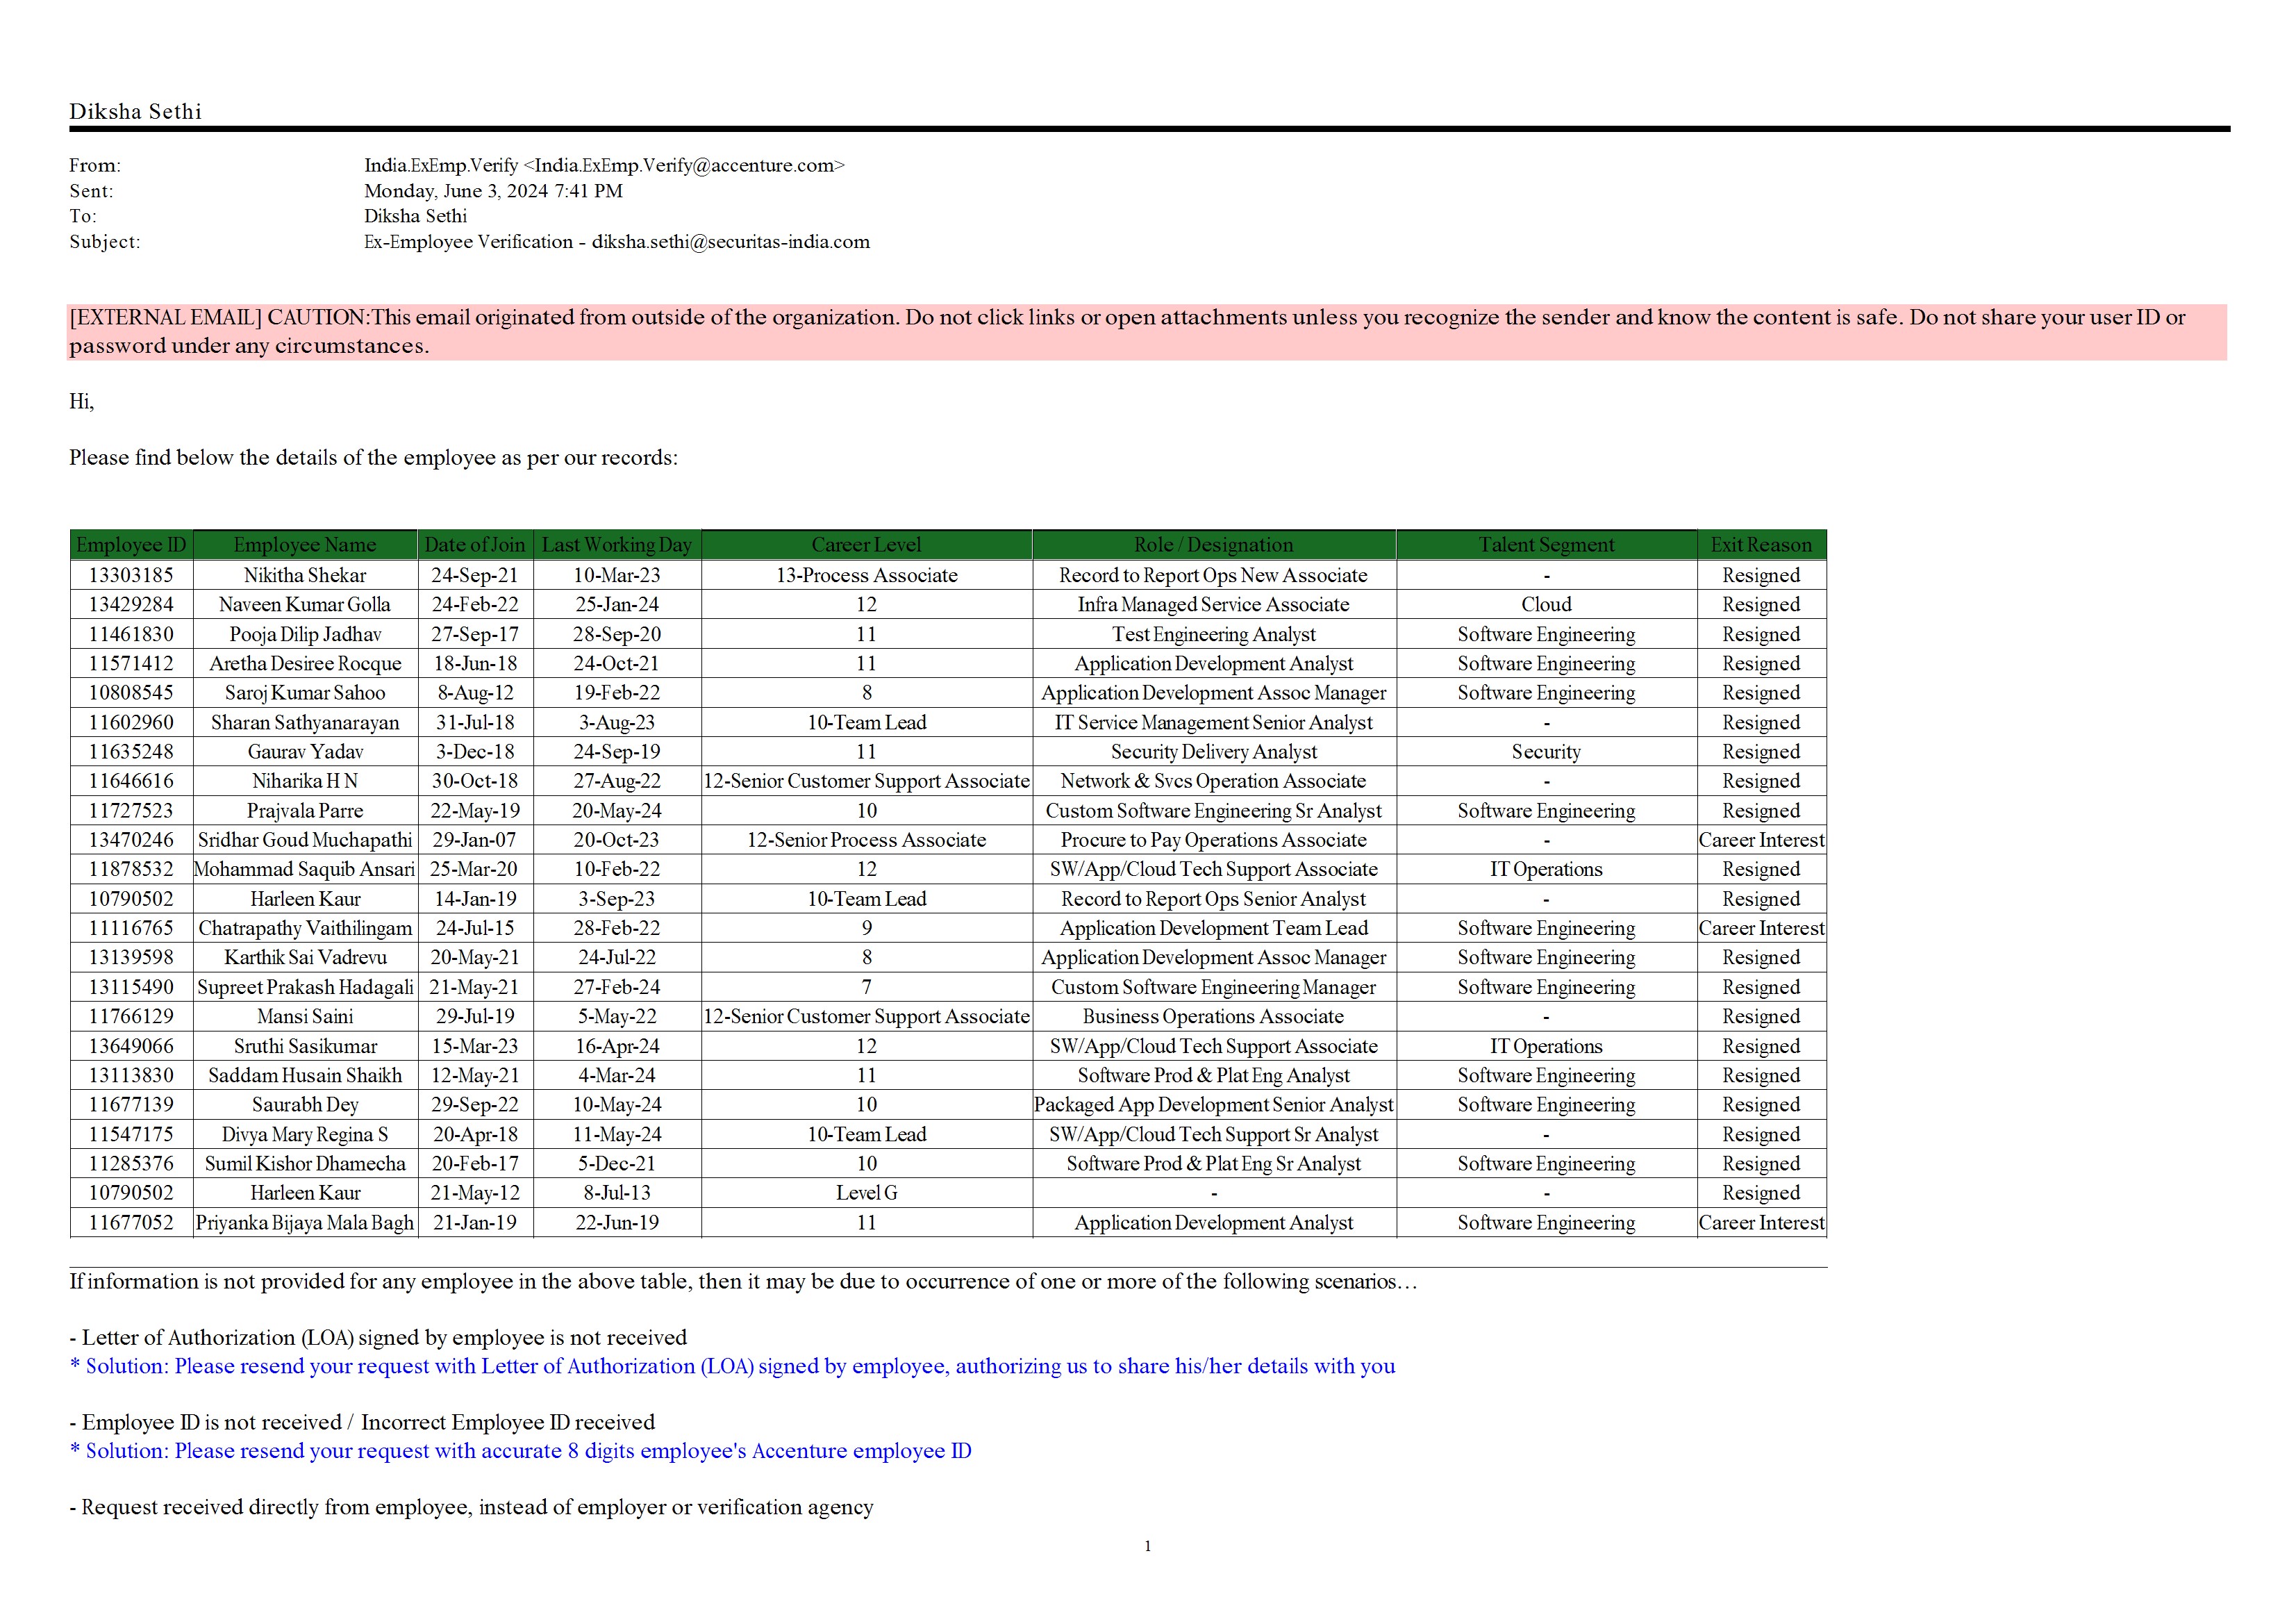 Diksha Sethi
From: India.ExEmp.Verify <India.ExEmp.Verify@accenture.com>
Sent: Monday, June 3, 2024 7:41 PM
To: Diksha Sethi
Subject: Ex-Employee Verification - diksha.sethi@securitas-india.com
[EXTERNAL EMAIL] CAUTION:This email originated from outside of the organization. Do not click links or open attachments unless you recognize the sender and know the content is safe. Do not share your user ID or
password under any circumstances.
Hi,
Please find below the details of the employee as per our records:
Employee ID Employee Name Date of Join Last Working Day Career Level Role / Designation Talent Segment Exit Reason
13303185 Nikitha Shekar 24-Sep-21 10-Mar-23 13-Process Associate Record to Report Ops New Associate - Resigned
13429284 Naveen Kumar Golla 24-Feb-22 25-Jan-24 12 Infra Managed Service Associate Cloud Resigned
11461830 Pooja Dilip Jadhav 27-Sep-17 28-Sep-20 11 Test Engineering Analyst Software Engineering Resigned
11571412 Aretha Desiree Rocque 18-Jun-18 24-Oct-21 11 Application Development Analyst Software Engineering Resigned
10808545 Saroj Kumar Sahoo 8-Aug-12 19-Feb-22 8 Application Development Assoc Manager Software Engineering Resigned
11602960 Sharan Sathyanarayan 31-Jul-18 3-Aug-23 10-Team Lead IT Service Management Senior Analyst - Resigned
11635248 Gaurav Yadav 3-Dec-18 24-Sep-19 11 Security Delivery Analyst Security Resigned
11646616 Niharika H N 30-Oct-18 27-Aug-22 12-Senior Customer Support Associate Network & Svcs Operation Associate - Resigned
11727523 Prajvala Parre 22-May-19 20-May-24 10 Custom Software Engineering Sr Analyst Software Engineering Resigned
13470246 Sridhar Goud Muchapathi 29-Jan-07 20-Oct-23 12-Senior Process Associate Procure to Pay Operations Associate - Career Interest
11878532 Mohammad Saquib Ansari 25-Mar-20 10-Feb-22 12 SW/App/Cloud Tech Support Associate IT Operations Resigned
10790502 Harleen Kaur 14-Jan-19 3-Sep-23 10-Team Lead Record to Report Ops Senior Analyst - Resigned
11116765 Chatrapathy Vaithilingam 24-Jul-15 28-Feb-22 9 Application Development Team Lead Software Engineering Career Interest
13139598 Karthik Sai Vadrevu 20-May-21 24-Jul-22 8 Application Development Assoc Manager Software Engineering Resigned
13115490 Supreet Prakash Hadagali 21-May-21 27-Feb-24 7 Custom Software Engineering Manager Software Engineering Resigned
11766129 Mansi Saini 29-Jul-19 5-May-22 12-Senior Customer Support Associate Business Operations Associate - Resigned
13649066 Sruthi Sasikumar 15-Mar-23 16-Apr-24 12 SW/App/Cloud Tech Support Associate IT Operations Resigned
13113830 Saddam Husain Shaikh 12-May-21 4-Mar-24 11 Software Prod & Plat Eng Analyst Software Engineering Resigned
11677139 Saurabh Dey 29-Sep-22 10-May-24 10 Packaged App Development Senior Analyst Software Engineering Resigned
11547175 Divya Mary Regina S 20-Apr-18 11-May-24 10-Team Lead SW/App/Cloud Tech Support Sr Analyst - Resigned
11285376 Sumil Kishor Dhamecha 20-Feb-17 5-Dec-21 10 Software Prod & Plat Eng Sr Analyst Software Engineering Resigned
10790502 Harleen Kaur 21-May-12 8-Jul-13 Level G - - Resigned
11677052 Priyanka Bijaya Mala Bagh 21-Jan-19 22-Jun-19 11 Application Development Analyst Software Engineering Career Interest
If information is not provided for any employee in the above table, then it may be due to occurrence of one or more of the following scenarios…
- Letter of Authorization (LOA) signed by employee is not received
* Solution: Please resend your request with Letter of Authorization (LOA) signed by employee, authorizing us to share his/her details with you
- Employee ID is not received / Incorrect Employee ID received
* Solution: Please resend your request with accurate 8 digits employee's Accenture employee ID
- Request received directly from employee, instead of employer or verification agency
1